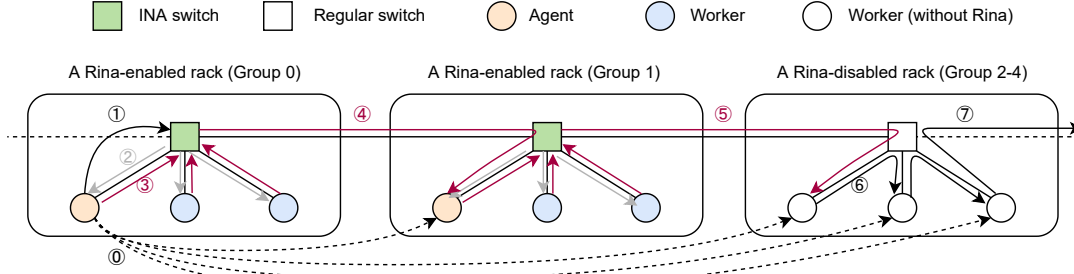 INA switch
Regular switch
Agent
Worker
Worker (without Rina)
A Rina-enabled rack (Group 0)
A Rina-enabled rack (Group 1)
A Rina-disabled rack (Group 2-4)
①
④
⑤
⑦
②
③
⑥
⓪